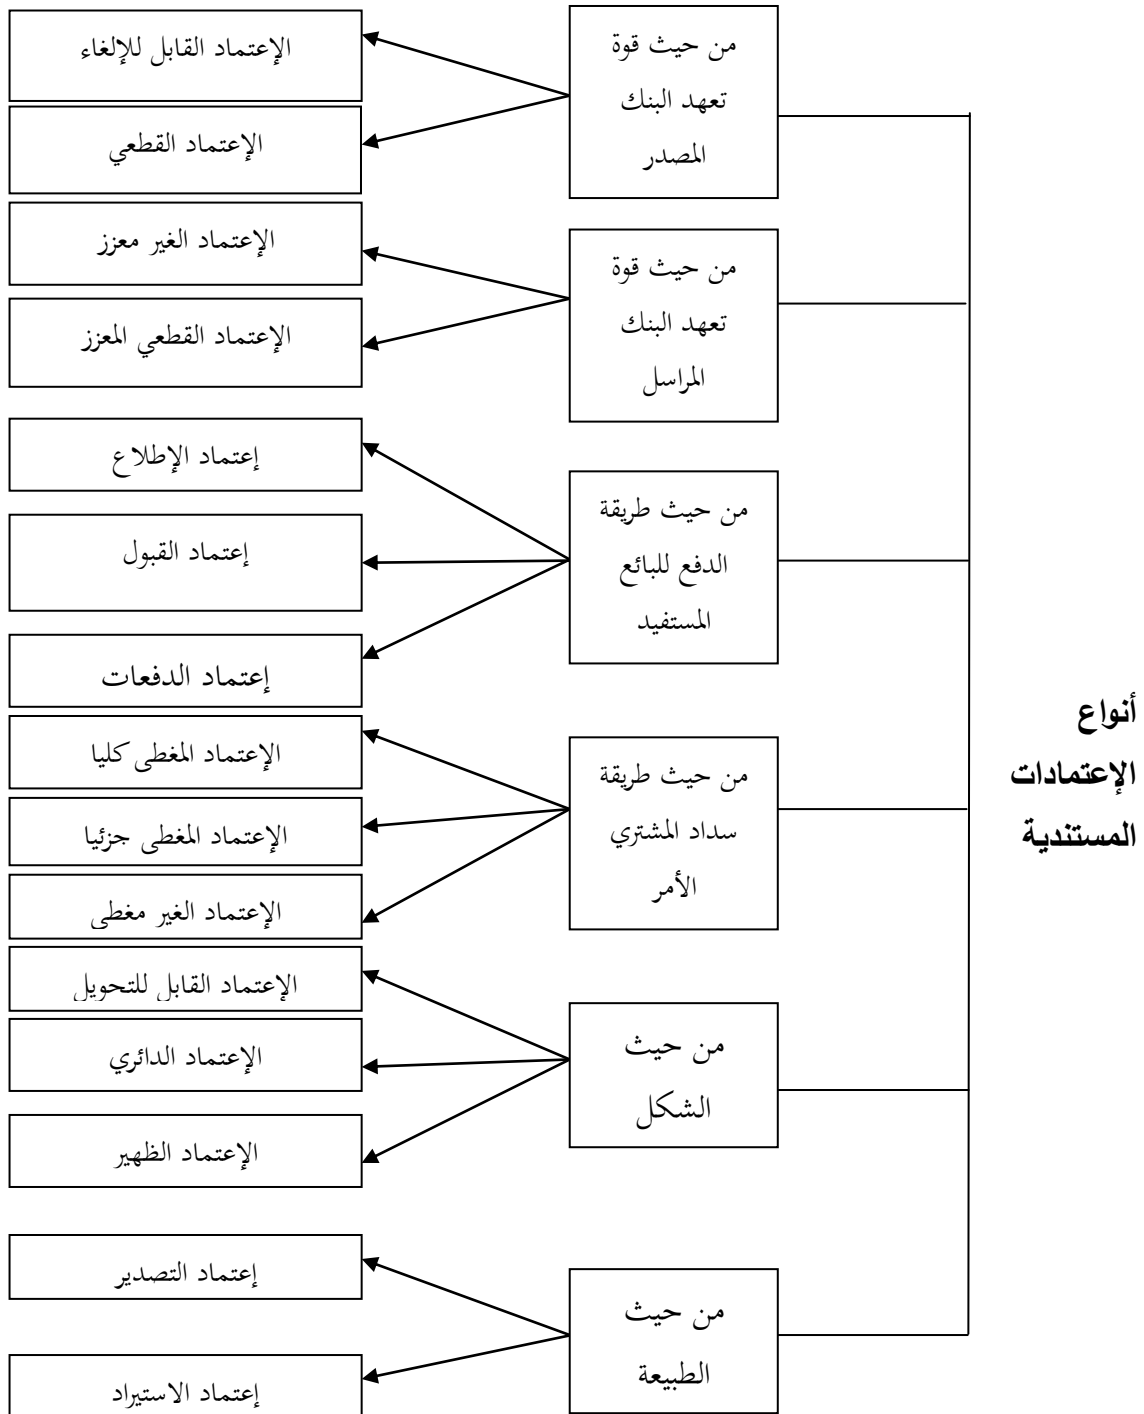 أنواع
الإعتمادات
المستندية
من حيث قوة
تعهد البنك
المصدر
الإعتماد القابل للإلغاء
الإعتماد القطعي
من حيث قوة
تعهد البنك
المراسل
الإعتماد الغير معزز
الإعتماد القطعي المعزز
من حيث طريقة
الدفع للبائع
المستفيد
إعتماد الإطلاع
إعتماد القبول
إعتماد الدفعات
من حيث طريقة
سداد المشتري
الأمر
الإعتماد المغطى كليا
الإعتماد المغطى جزئيا
الإعتماد الغير مغطى
من حيث
الشكل
الإعتماد القابل للتحويل
الإعتماد الدائري
الإعتماد الظهير
من حيث
الطبيعة
إعتماد التصدير
إعتماد الاستيراد